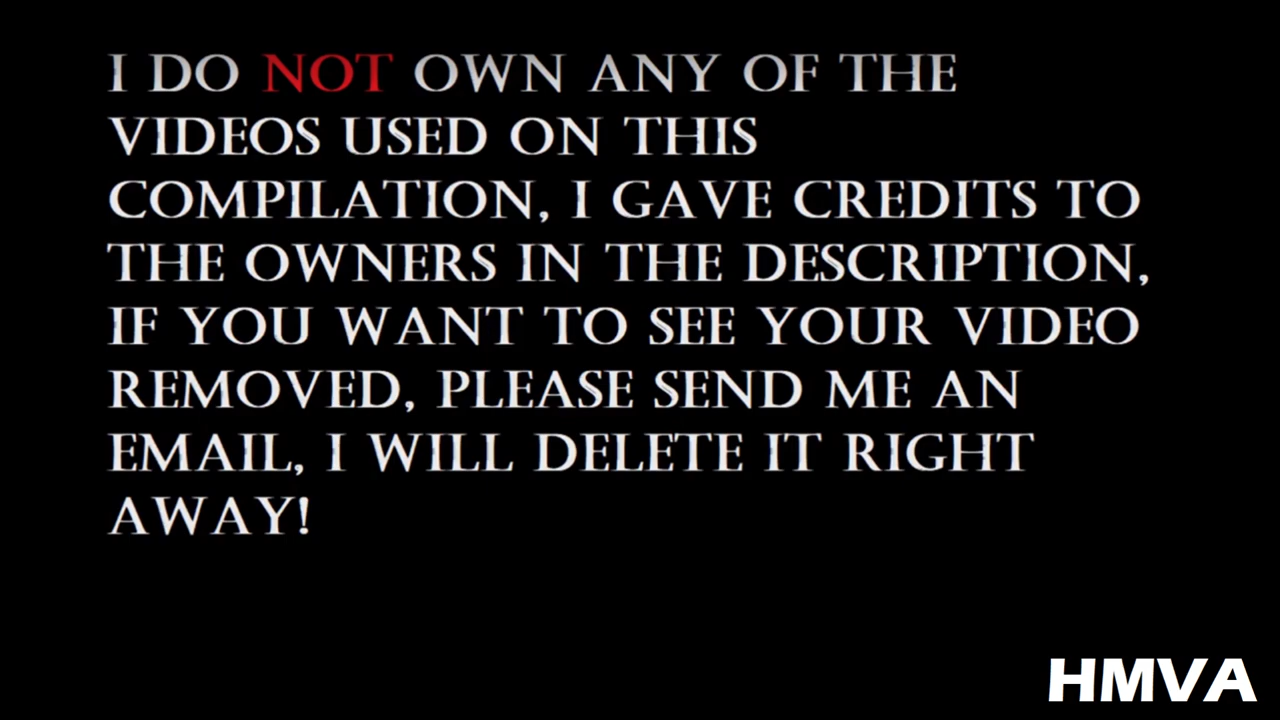 I DO NOT OWN ANY OF THE
VIDEOS USED ON THIS
COMPILATION, I GAVE CREDITS TO
THE OWNERS IN THE DESCRIPTION,
IF YOU WANT TO SEE YOUR VIDEO
REMOVED, PLEASE SEND ME AN
EMAIL, I WILL DELETE IT RIGHT
AWAY!
HMVA